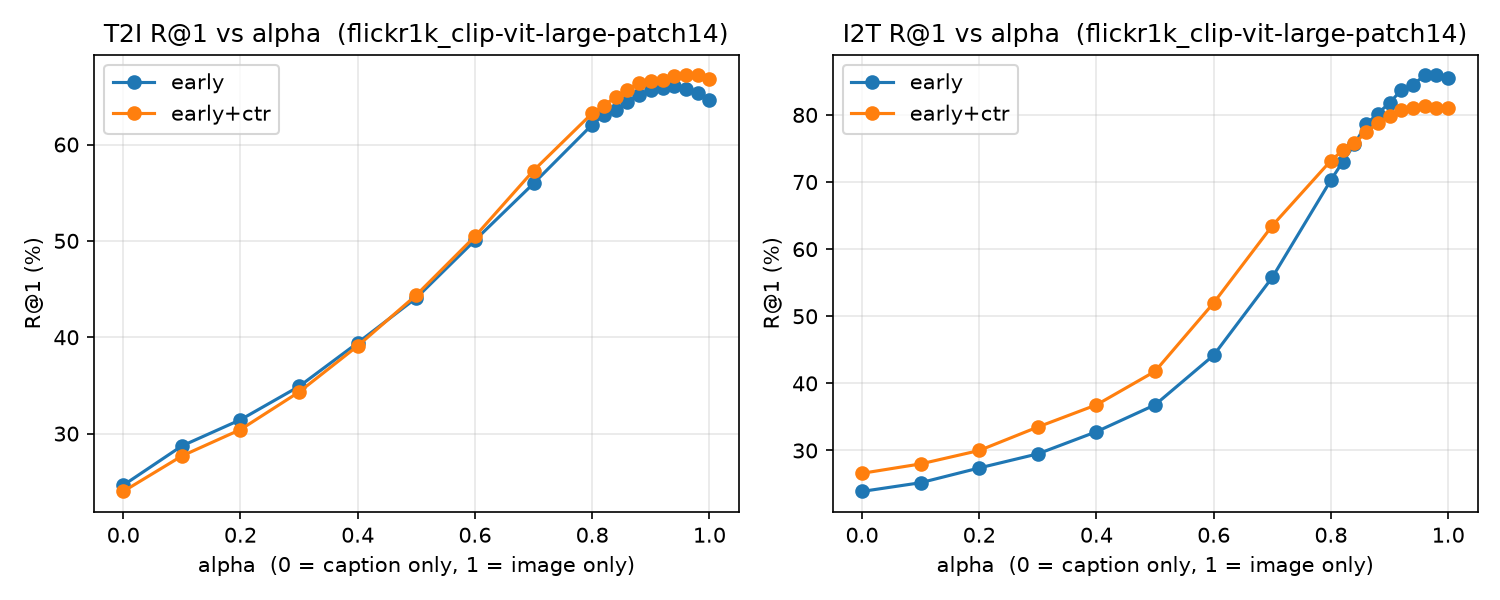 T2I R@1 vs alpha  (flickr1k_clip-vit-large-patch14)
early
early+ctr
R@1 (%)
60
50
40
30
0.0 0.2 0.4 0.6 0.8 1.0
alpha  (0 = caption only, 1 = image only)
I2T R@1 vs alpha  (flickr1k_clip-vit-large-patch14)
early
early+ctr
R@1 (%)
80
70
60
50
40
30
0.0 0.2 0.4 0.6 0.8 1.0
alpha  (0 = caption only, 1 = image only)